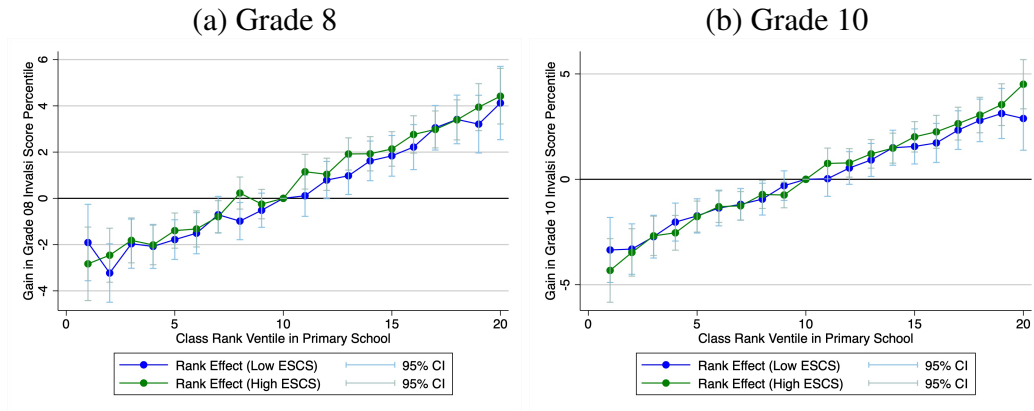 (a) Grade 8
Gain in Grade 08 Invalsi Score Percentile
6
4
2
0
-2
-4
0 5 10 15 20
Class Rank Ventile in Primary School
Rank Effect (Low ESCS) 95% CI
Rank Effect (High ESCS) 95% CI
(b) Grade 10
Gain in Grade 10 Invalsi Score Percentile
5
0
-5
0 5 10 15 20
Class Rank Ventile in Primary School
Rank Effect (Low ESCS) 95% CI
Rank Effect (High ESCS) 95% CI